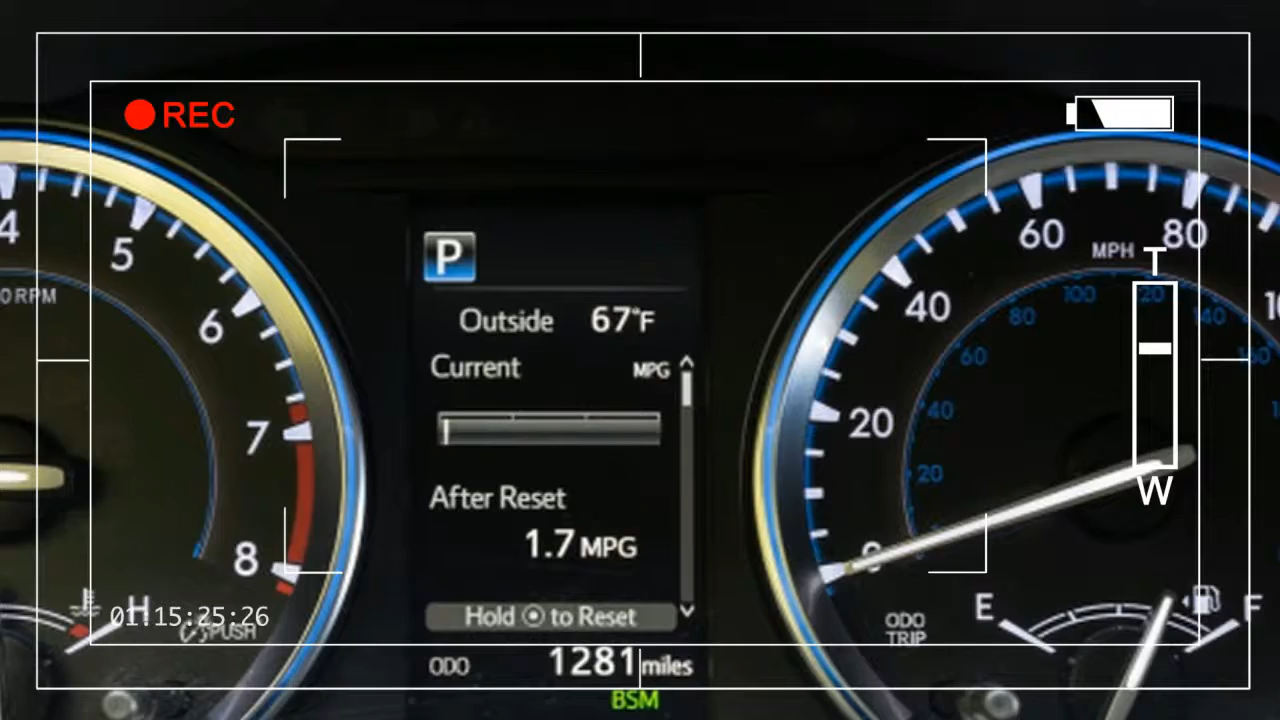 REC
4
5
60
MPH
80
T
P
0 RPM
100
120
140
Outside 67°F
6
40
80
Current MPG
60
160
7
20
40
20
After Reset
W
1.7 MPG
8
0
H
E
F
01:15:25:26
PUSH
Hold to Reset
ODO
TRIP
ODO 1281 miles
BSM